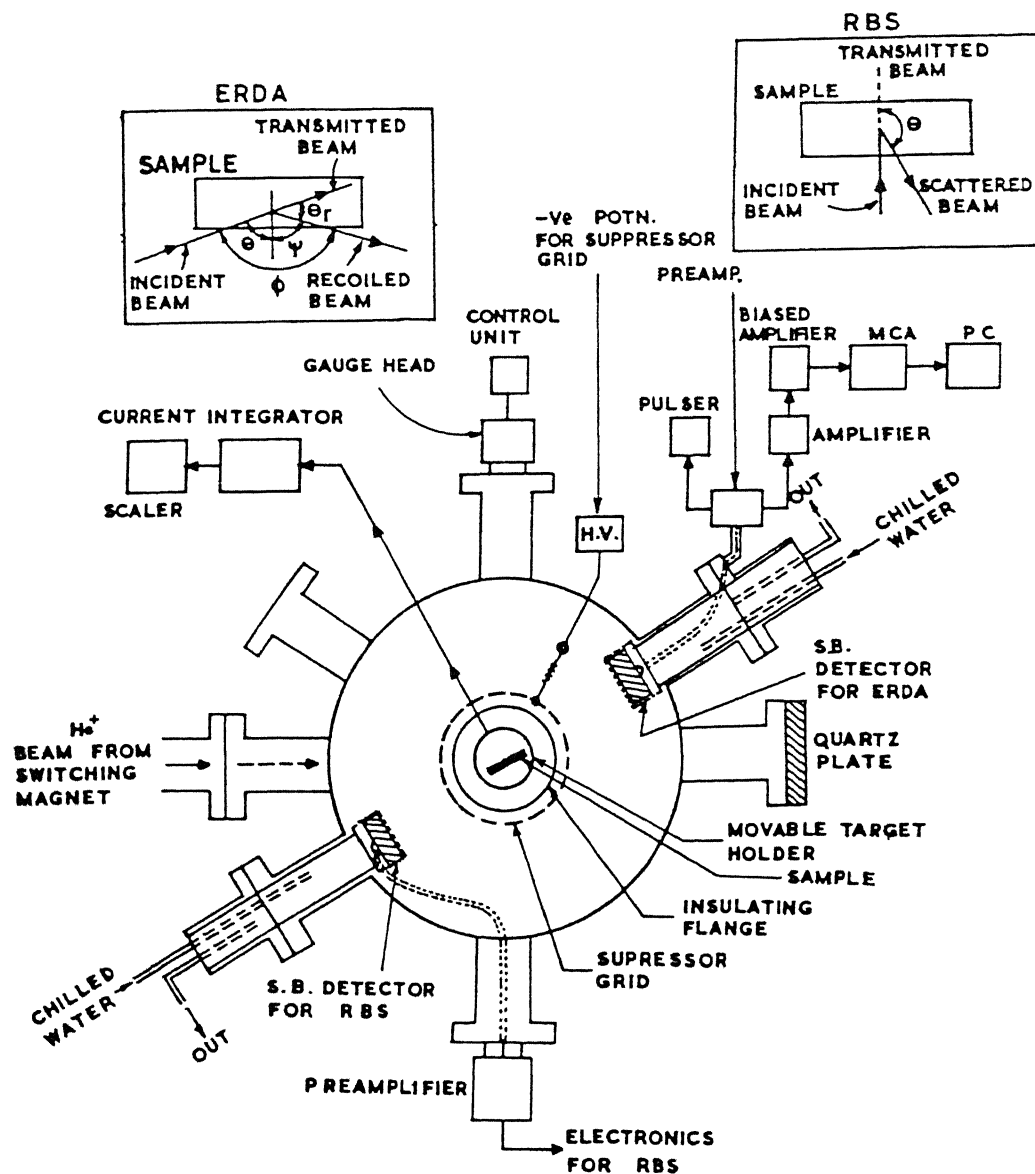 RBS
TRANSMITTED
BEAM
SAMPLE
θ
INCIDENT
BEAM
SCATTERED
BEAM
ERDA
TRANSMITTED
BEAM
SAMPLE
θr
θ
ψ
INCIDENT
BEAM
ϕ
RECOILED
BEAM
-Ve POTN.
FOR SUPPRESSOR
GRID
PREAMP.
CONTROL
UNIT
BIASED
AMPLIFIER
MCA
PC
GAUGE HEAD
PULSER
AMPLIFIER
CURRENT INTEGRATOR
SCALER
H.V.
OUT
CHILLED
WATER
S.B.
DETECTOR
FOR ERDA
He+
BEAM FROM
SWITCHING
MAGNET
QUARTZ
PLATE
MOVABLE TARGET
HOLDER
SAMPLE
INSULATING
FLANGE
SUPRESSOR
GRID
S.B. DETECTOR
FOR RBS
CHILLED
WATER
OUT
PREAMPLIFIER
ELECTRONICS
FOR RBS